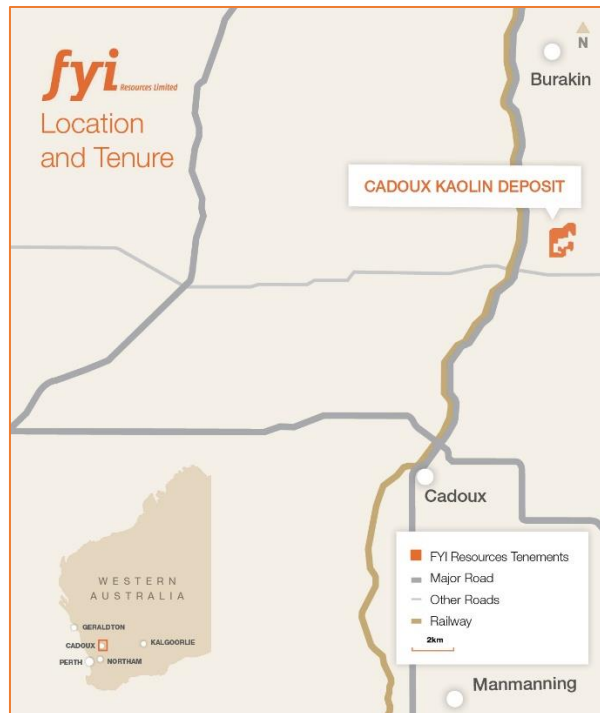 N
fyi
Resources Limited
Location
and Tenure
Burakin
CADOUX KAOLIN DEPOSIT
Cadoux
WESTERN
AUSTRALIA
GERALDTON
CADOUX
KALGOORLIE
PERTH
NORTHAM
FYI Resources Tenements
Major Road
Other Roads
Railway
2km
Manmanning